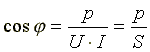 cos φ = p / (U · I) = p / S